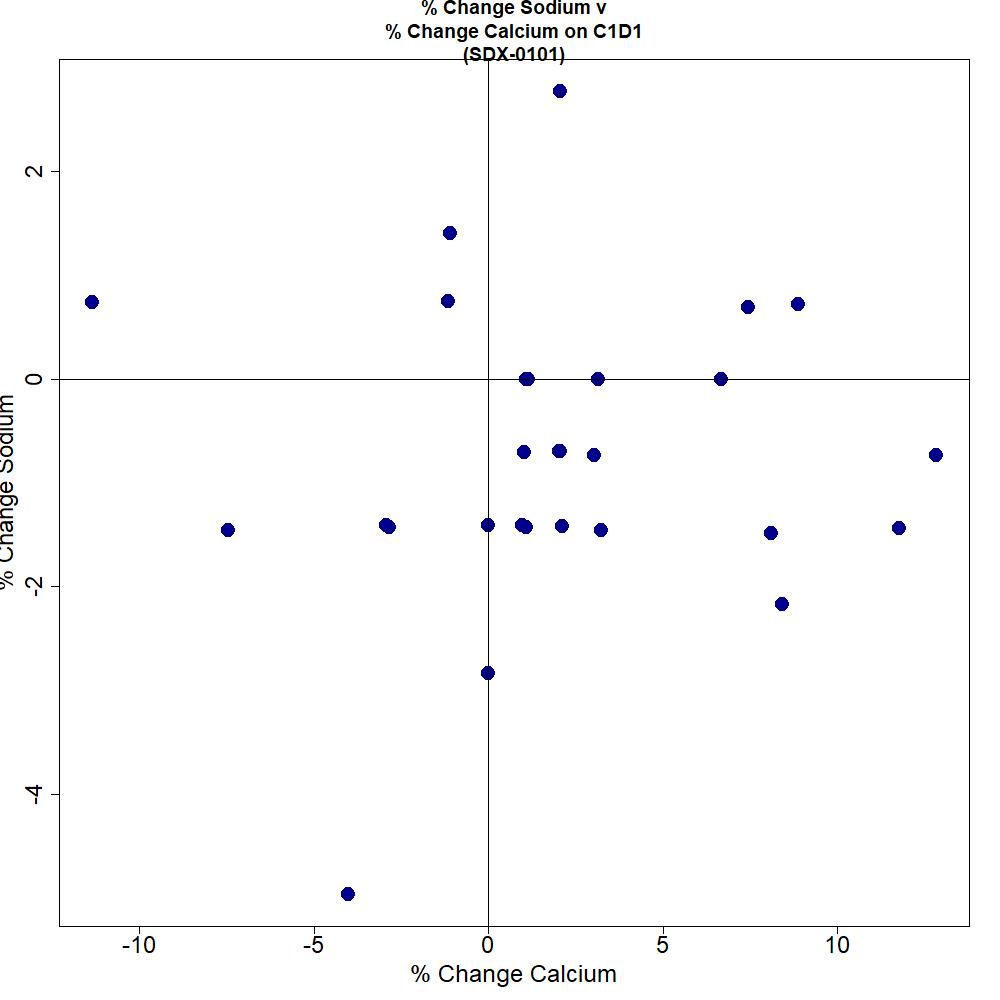 % Change Sodium v
% Change Calcium on C1D1
(SDX-0101)
2
0
-2
-4
% Change Sodium
-10
-5
0
5
10
% Change Calcium